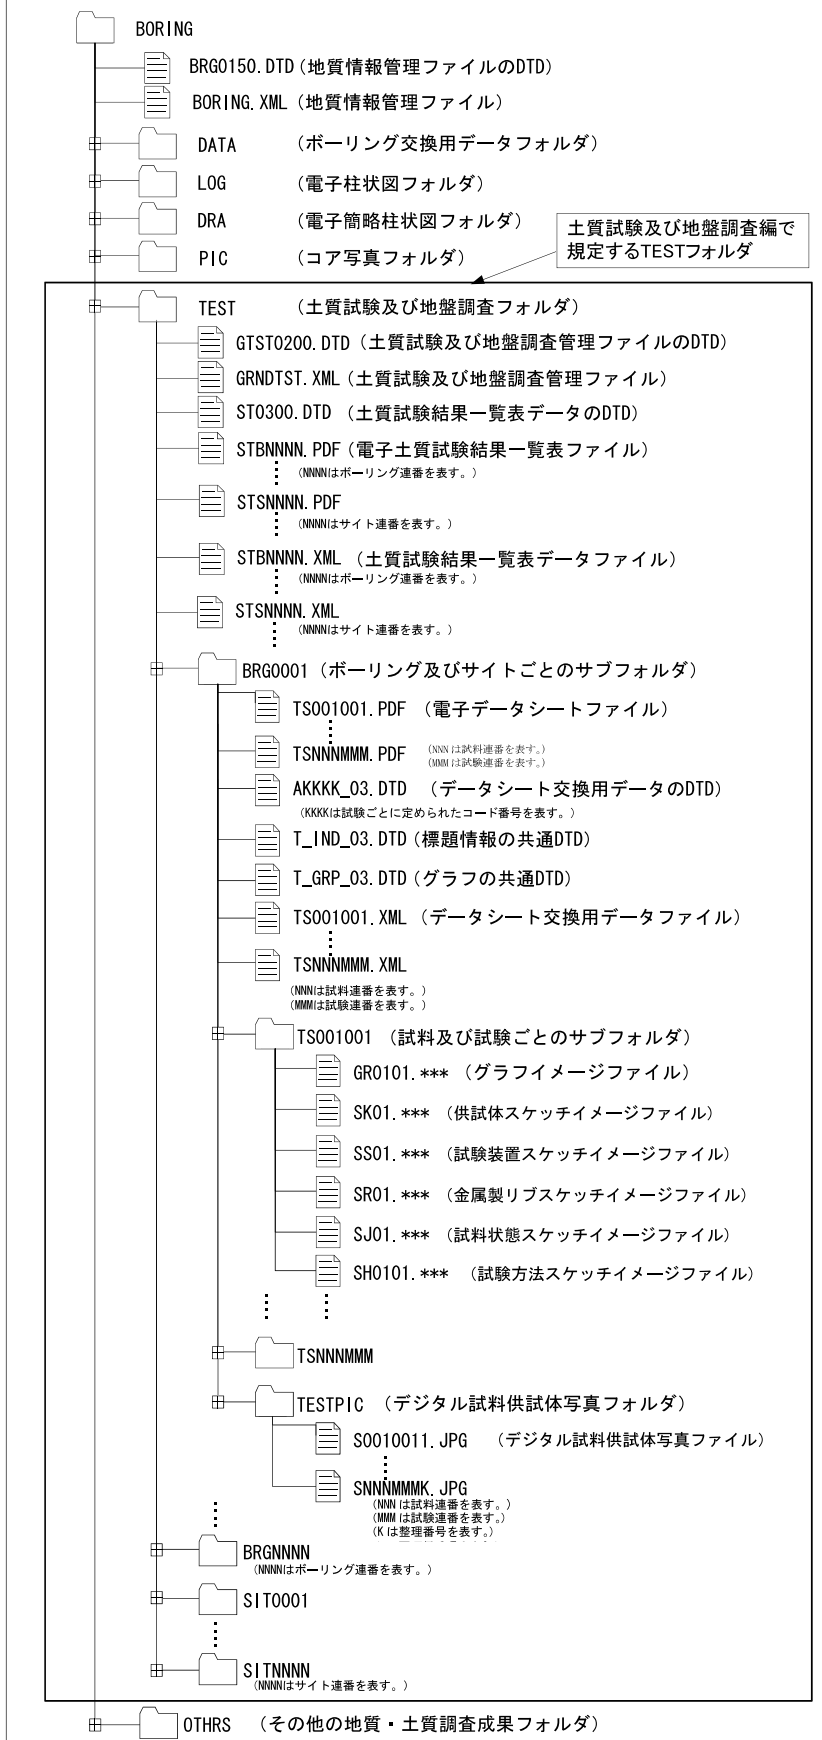 BORING
BRG0150.DTD (地質情報管理ファイルのDTD)
BORING.XML (地質情報管理ファイル)
DATA (ボーリング交換用データフォルダ)
LOG (電子柱状図フォルダ)
DRA (電子簡略柱状図フォルダ)
土質試験及び地盤調査編で
規定するTESTフォルダ
PIC (コア写真フォルダ)
TEST (土質試験及び地盤調査フォルダ)
GTST0200.DTD (土質試験及び地盤調査管理ファイルのDTD)
GRNDTST.XML (土質試験及び地盤調査管理ファイル)
ST0300.DTD (土質試験結果一覧表データのDTD)
STBNNNN.PDF (電子土質試験結果一覧表ファイル)
(NNNNはボーリング連番を表す。)
STSNNNN.PDF
(NNNNはサイト連番を表す。)
STBNNNN.XML (土質試験結果一覧表データファイル)
(NNNNはボーリング連番を表す。)
STSNNNN.XML
(NNNNはサイト連番を表す。)
BRG0001 (ボーリング及びサイトごとのサブフォルダ)
TS001001.PDF (電子データシートファイル)
TSNNNMMM.PDF (NNN は試料連番を表す。)
(MMM は試験連番を表す。)
AKKKK_03.DTD (データシート交換用データのDTD)
(KKKKは試験ごとに定められたコード番号を表す。)
T_IND_03.DTD (標題情報の共通DTD)
T_GRP_03.DTD (グラフの共通DTD)
TS001001.XML (データシート交換用データファイル)
TSNNNMMM.XML
(NNNは試料連番を表す。)
(MMMは試験連番を表す。)
TS001001 (試料及び試験ごとのサブフォルダ)
GR0101.*** (グラフイメージファイル)
SK01.*** (供試体スケッチイメージファイル)
SS01.*** (試験装置スケッチイメージファイル)
SR01.*** (金属製リブスケッチイメージファイル)
SJ01.*** (試料状態スケッチイメージファイル)
SH0101.*** (試験方法スケッチイメージファイル)
TSNNNMMM
TESTPIC (デジタル試料供試体写真フォルダ)
S0010011.JPG (デジタル試料供試体写真ファイル)
SNNNMMMK.JPG
(NNN は試料連番を表す。)
(MMM は試験連番を表す。)
(K は整理番号を表す。)
BRGNNNN
(NNNNはボーリング連番を表す。)
SIT0001
SITNNNN
(NNNNはサイト連番を表す。)
OTHRS (その他の地質・土質調査成果フォルダ)